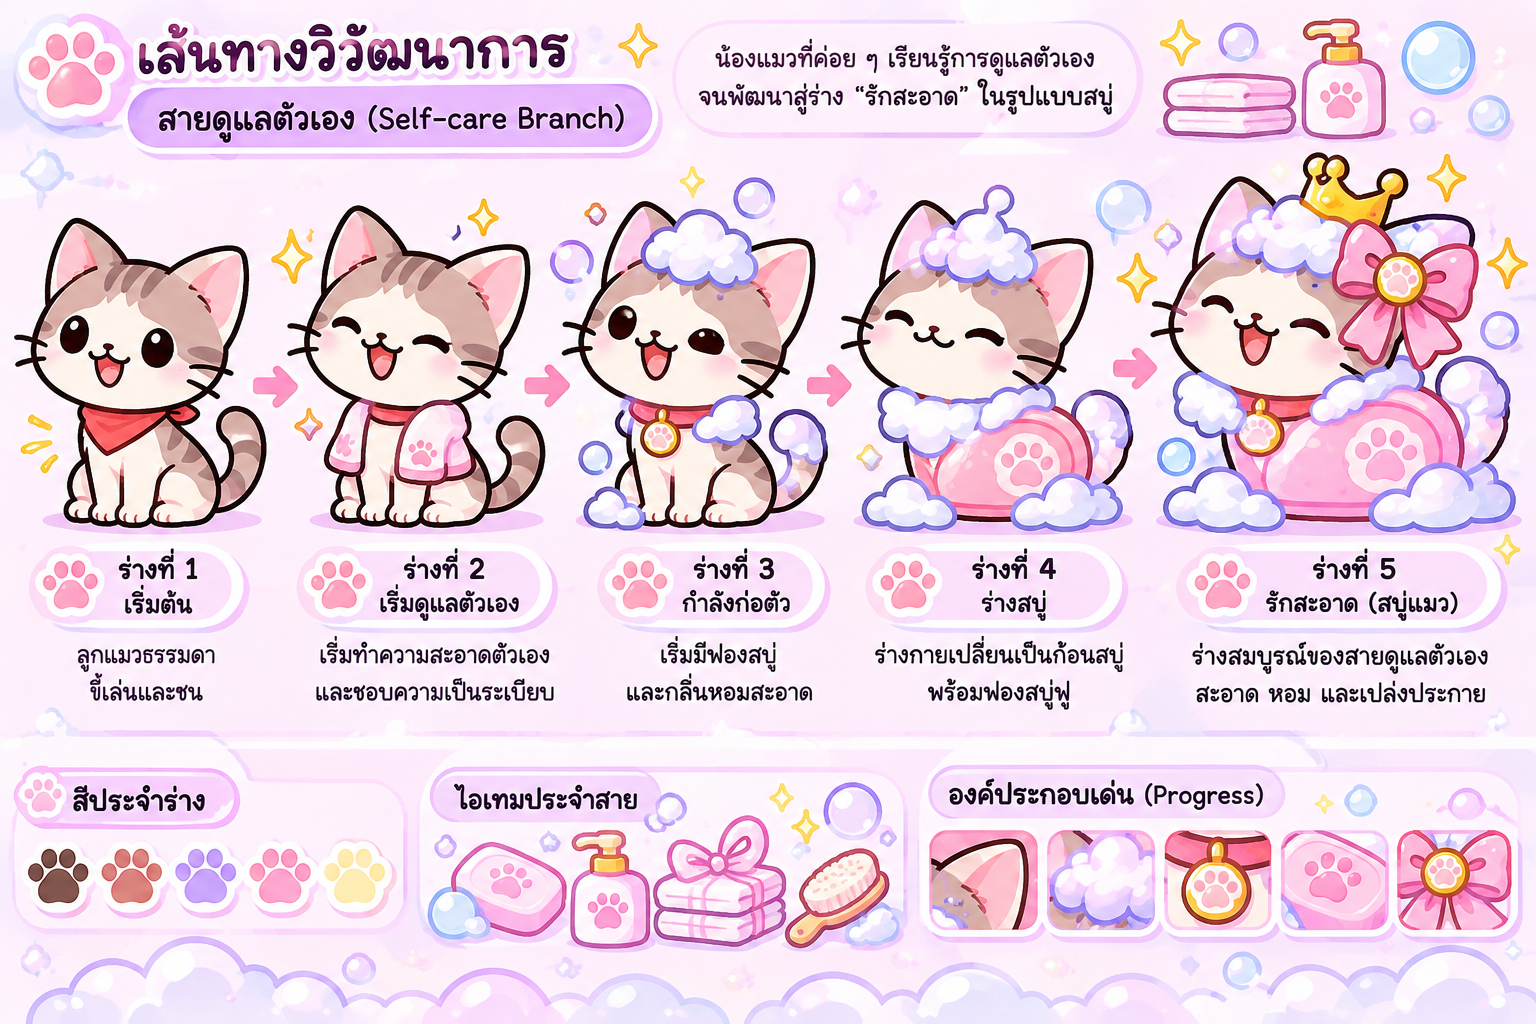 เส้นทางวิวัฒนาการ
สายดูแลตัวเอง (Self-care Branch)
น้องแมวที่ค่อย ๆ เรียนรู้การดูแลตัวเอง
จนพัฒนาสู่ร่าง “รักสะอาด” ในรูปแบบสบู่
ร่างที่ 1
เริ่มต้น
ลูกแมวธรรมดา
ขี้เล่นและซน
ร่างที่ 2
เริ่มดูแลตัวเอง
เริ่มทำความสะอาดตัวเอง
และชอบความเป็นระเบียบ
ร่างที่ 3
กำลังก่อตัว
เริ่มมีฟองสบู่
และกลิ่นหอมสะอาด
ร่างที่ 4
ร่างสบู่
ร่างกายเปลี่ยนเป็นก้อนสบู่
พร้อมฟองสบู่ฟู
ร่างที่ 5
รักสะอาด (สบู่แมว)
ร่างสมบูรณ์ของสายดูแลตัวเอง
สะอาด หอม และเปล่งประกาย
สีประจำร่าง
ไอเทมประจำสาย
องค์ประกอบเด่น (Progress)